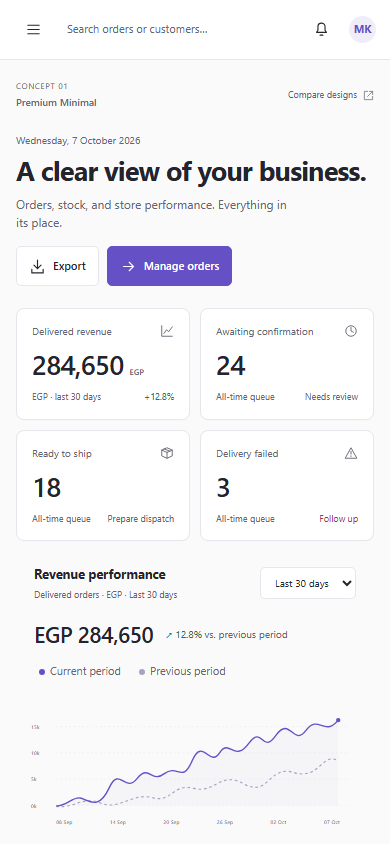 Search orders or customers...
MK
CONCEPT 01
Premium Minimal
Compare designs
Wednesday, 7 October 2026
A clear view of your business.
Orders, stock, and store performance. Everything in
its place.
Export
Manage orders
Delivered revenue
284,650 EGP
EGP · last 30 days +12.8%
Awaiting confirmation
24
All-time queue Needs review
Ready to ship
18
All-time queue Prepare dispatch
Delivery failed
3
All-time queue Follow up
Revenue performance
Delivered orders · EGP · Last 30 days
Last 30 days
EGP 284,650
↗ 12.8% vs. previous period
Current period
Previous period
15k
10k
5k
0k
08 Sep 14 Sep 20 Sep 26 Sep 02 Oct 07 Oct